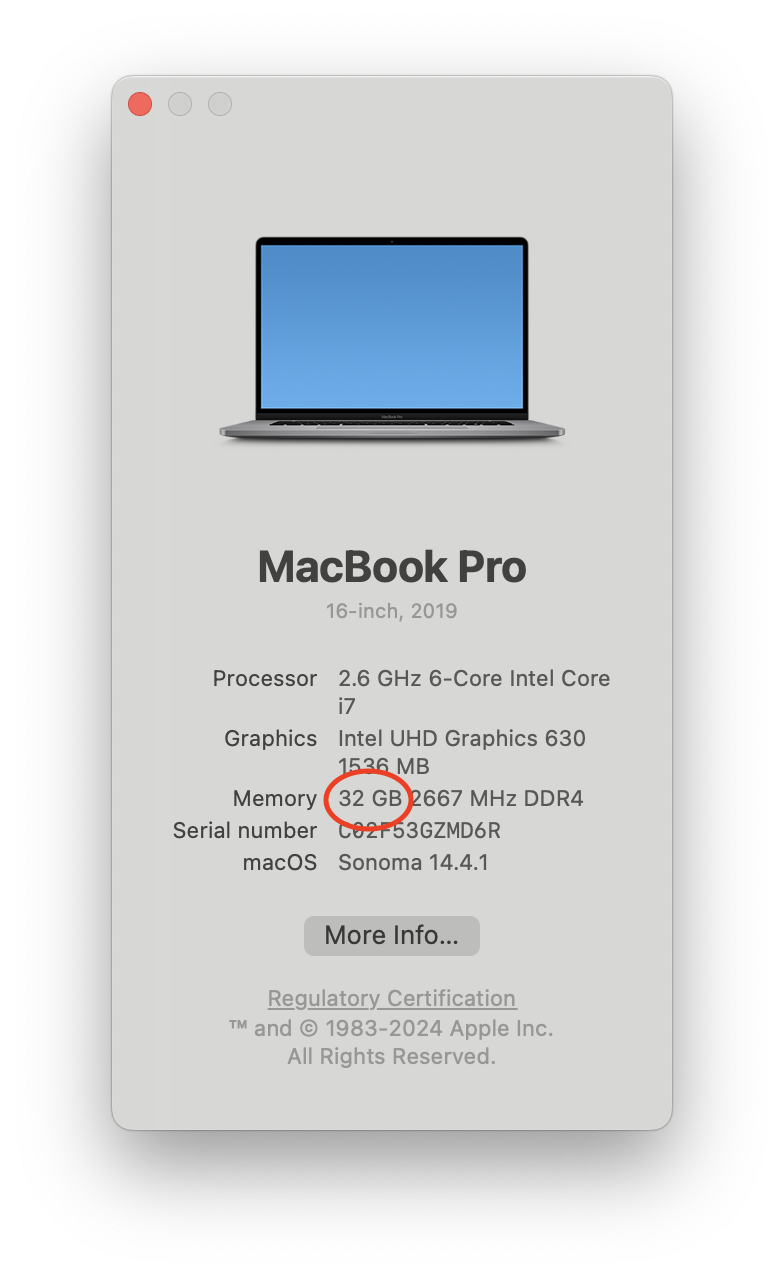 MacBook Pro
MacBook Pro
16-inch, 2019
Processor 2.6 GHz 6-Core Intel Core
i7
Graphics Intel UHD Graphics 630
1536 MB
Memory 32 GB 2667 MHz DDR4
Serial number C02F53GZMD6R
macOS Sonoma 14.4.1
More Info...
Regulatory Certification
™ and © 1983-2024 Apple Inc.
All Rights Reserved.